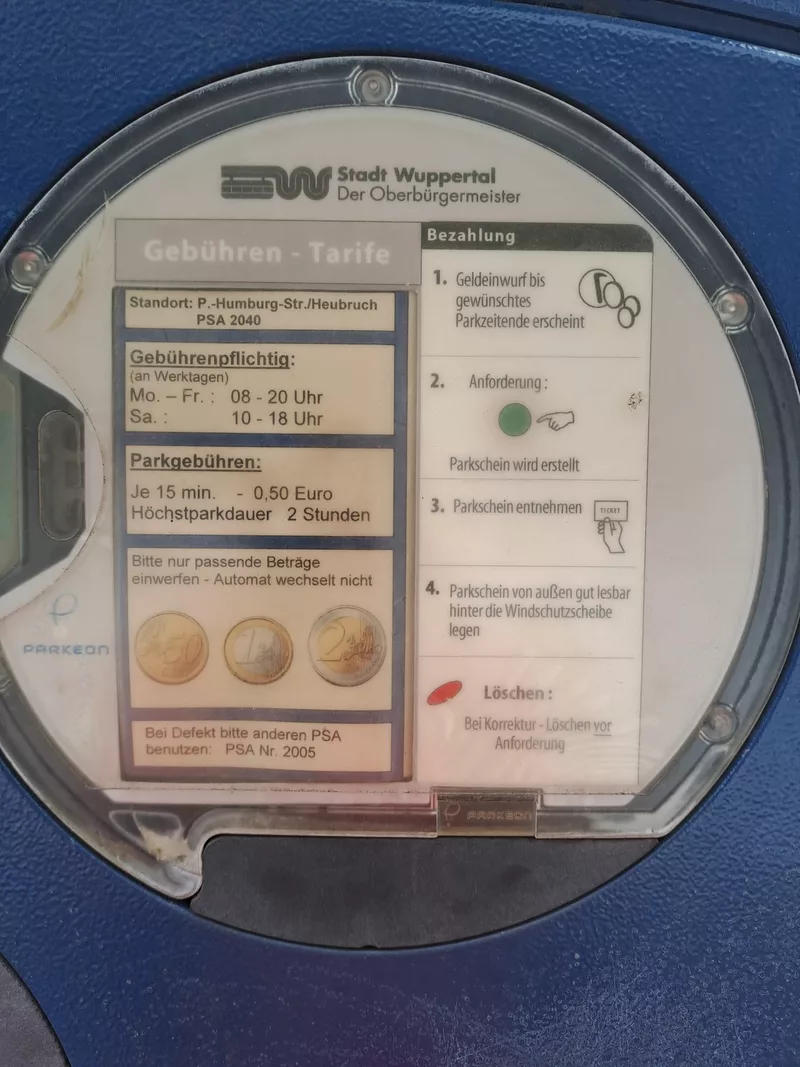 Stadt Wuppertal
Der Oberbürgermeister
Gebühren - Tarife
Standort: P.-Humburg-Str./Heubruch
PSA 2040
Gebührenpflichtig:
(an Werktagen)
Mo. – Fr. : 08 - 20 Uhr
Sa. : 10 - 18 Uhr
Parkgebühren:
Je 15 min. - 0,50 Euro
Höchstparkdauer 2 Stunden
Bitte nur passende Beträge
einwerfen - Automat wechselt nicht
50
1
2 EURO
Bei Defekt bitte anderen PSA
benutzen: PSA Nr. 2005
Bezahlung
1. Geldeinwurf bis
gewünschtes
Parkzeitende erscheint
2. Anforderung :
Parkschein wird erstellt
3. Parkschein entnehmen
TICKET
4. Parkschein von außen gut lesbar
hinter die Windschutzscheibe
legen
Löschen :
Bei Korrektur - Löschen vor
Anforderung
PARKEON
PARKEON